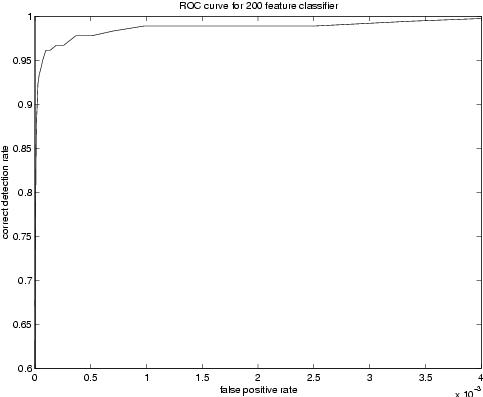 ROC curve for 200 feature classifier
1
0.95
0.9
0.85
0.8
0.75
0.7
0.65
0.6
correct detection rate
0 0.5 1 1.5 2 2.5 3 3.5 4
false positive rate
x 10⁻³